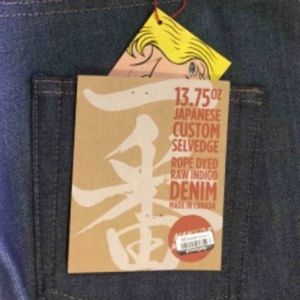 一番
13.75oz
JAPANESE
CUSTOM
SELVEDGE
ROPE DYED
RAW INDIGO
DENIM
MADE IN CANADA